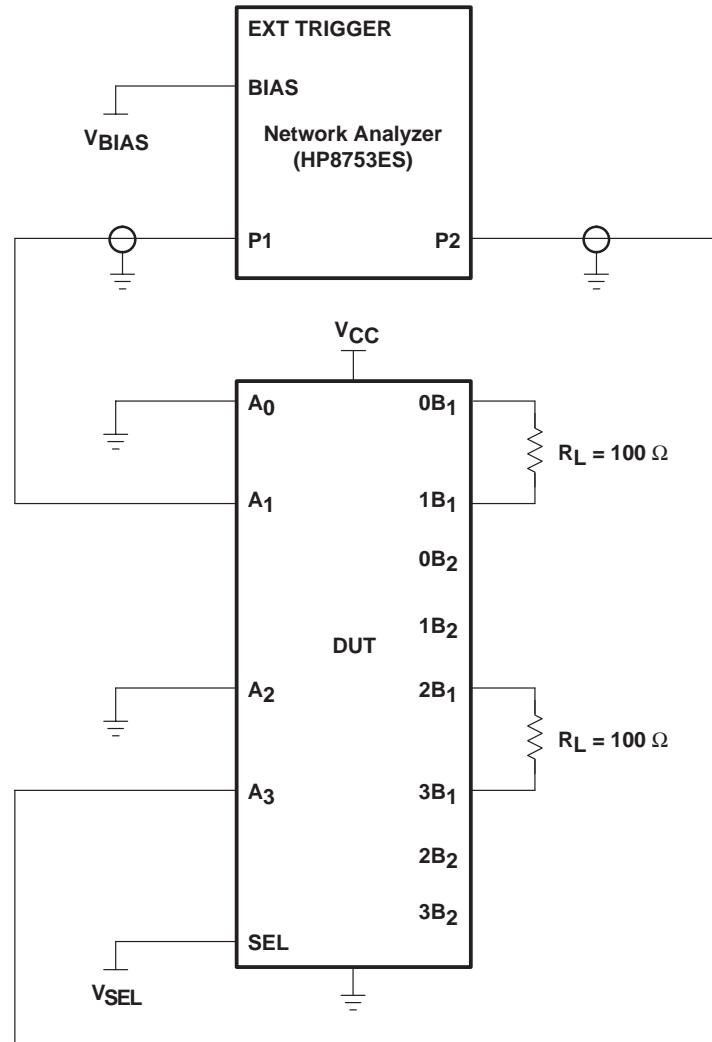 EXT TRIGGER
BIAS
VBIAS
Network Analyzer
(HP8753ES)
P1
P2
VCC
A0
0B1
RL = 100 Ω
A1
1B1
0B2
1B2
DUT
A2
2B1
RL = 100 Ω
A3
3B1
2B2
3B2
SEL
VSEL